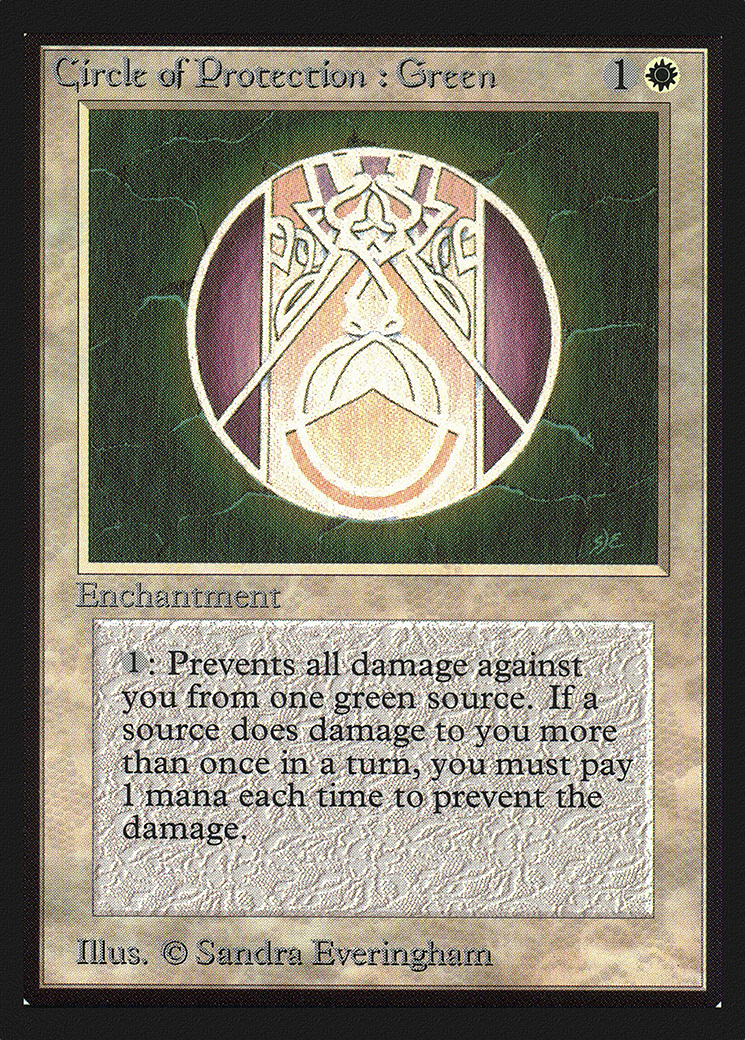 Circle of Protection : Green 1
SJE
Enchantment
1: Prevents all damage against
you from one green source. If a
source does damage to you more
than once in a turn, you must pay
1 mana each time to prevent the
damage.
Illus. © Sandra Everingham